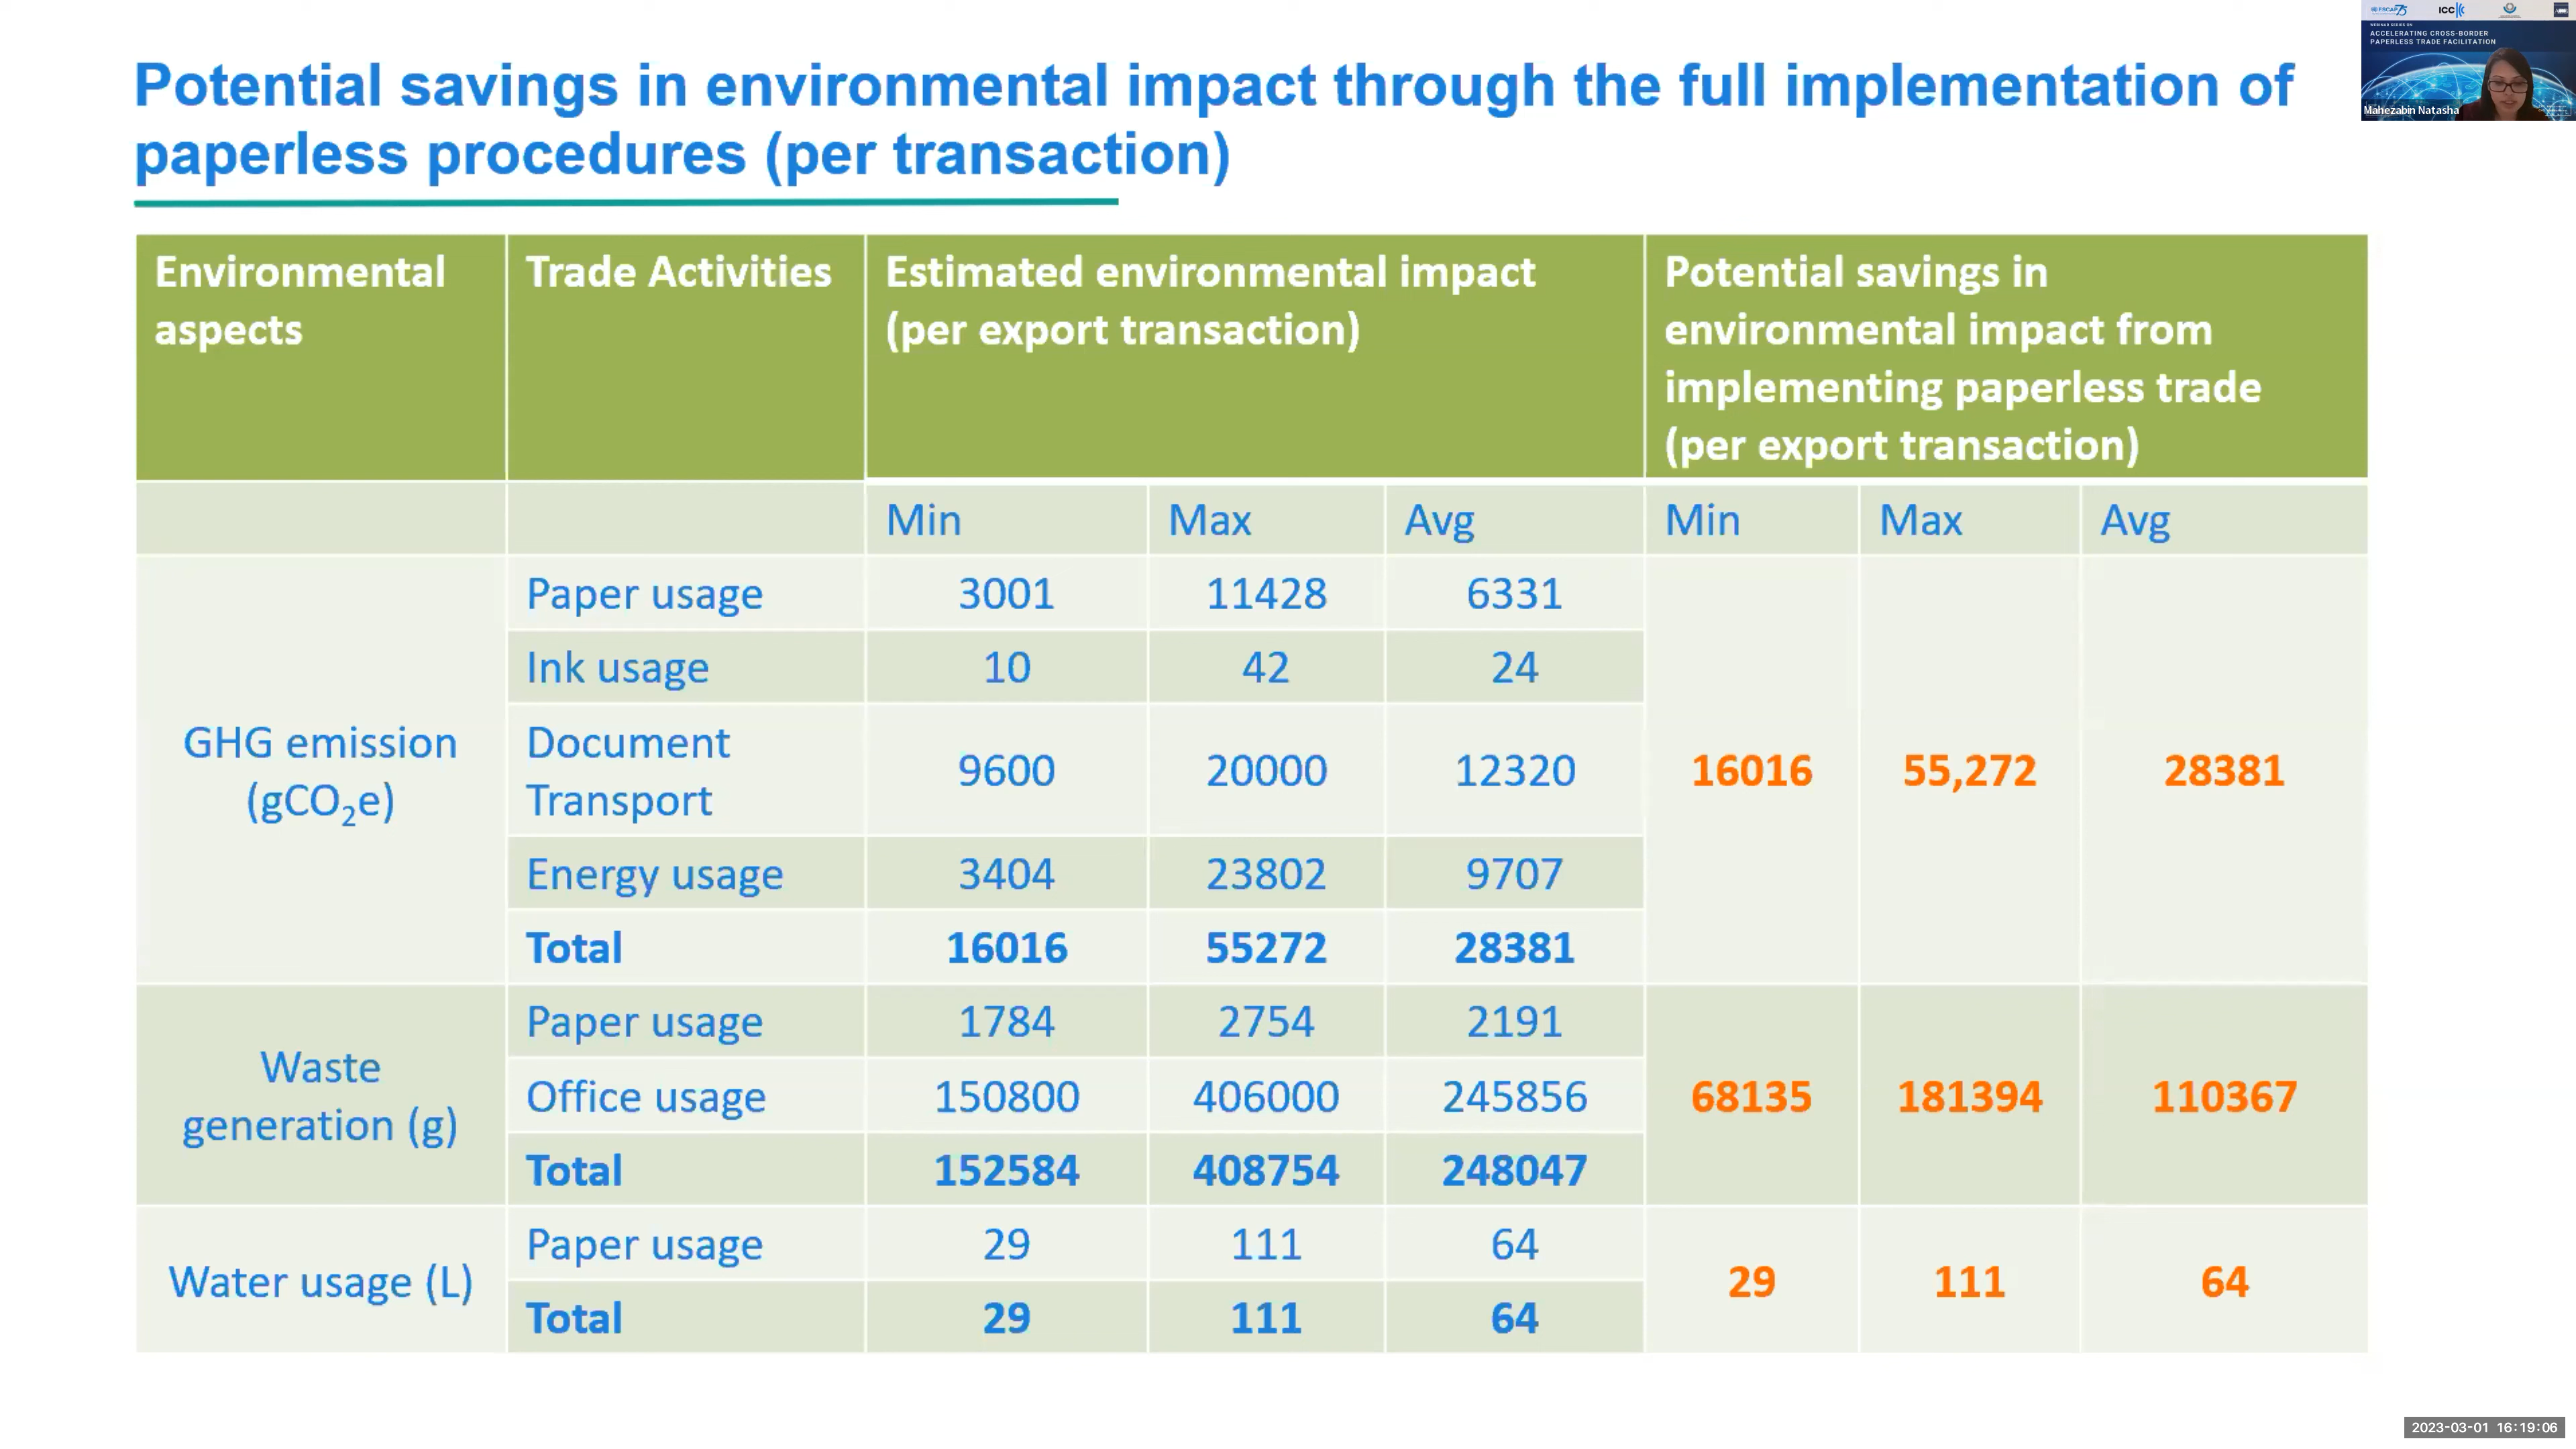 ESCAP 75
ICC
WEBINAR SERIES ON
ACCELERATING CROSS-BORDER
PAPERLESS TRADE FACILITATION
Mahezabin Natasha
Potential savings in environmental impact through the full implementation of
paperless procedures (per transaction)
Environmental
aspects
Trade Activities
Estimated environmental impact
(per export transaction)
Potential savings in
environmental impact from
implementing paperless trade
(per export transaction)
Min Max Avg Min Max Avg
GHG emission
(gCO₂e)
Paper usage 3001 11428 6331
Ink usage 10 42 24
Document
Transport
9600 20000 12320
16016 55,272 28381
Energy usage 3404 23802 9707
Total 16016 55272 28381
Waste
generation (g)
Paper usage 1784 2754 2191
Office usage 150800 406000 245856
68135 181394 110367
Total 152584 408754 248047
Water usage (L)
Paper usage 29 111 64
29 111 64
Total 29 111 64
2023-03-01 16:19:06